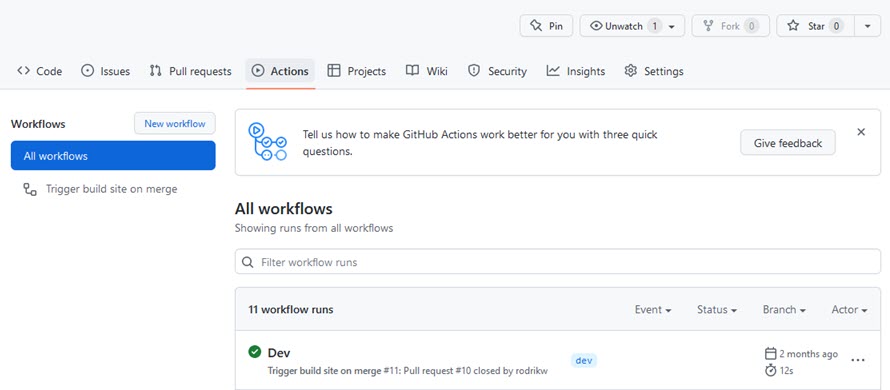 Pin Unwatch 1 Fork 0 Star 0
Code Issues Pull requests Actions Projects Wiki Security Insights Settings
Workflows New workflow
All workflows
Trigger build site on merge
Tell us how to make GitHub Actions work better for you with three quick
questions.
Give feedback
All workflows
Showing runs from all workflows
Filter workflow runs
11 workflow runs Event Status Branch Actor
Dev
Trigger build site on merge #11: Pull request #10 closed by rodrikw
dev
2 months ago
12s